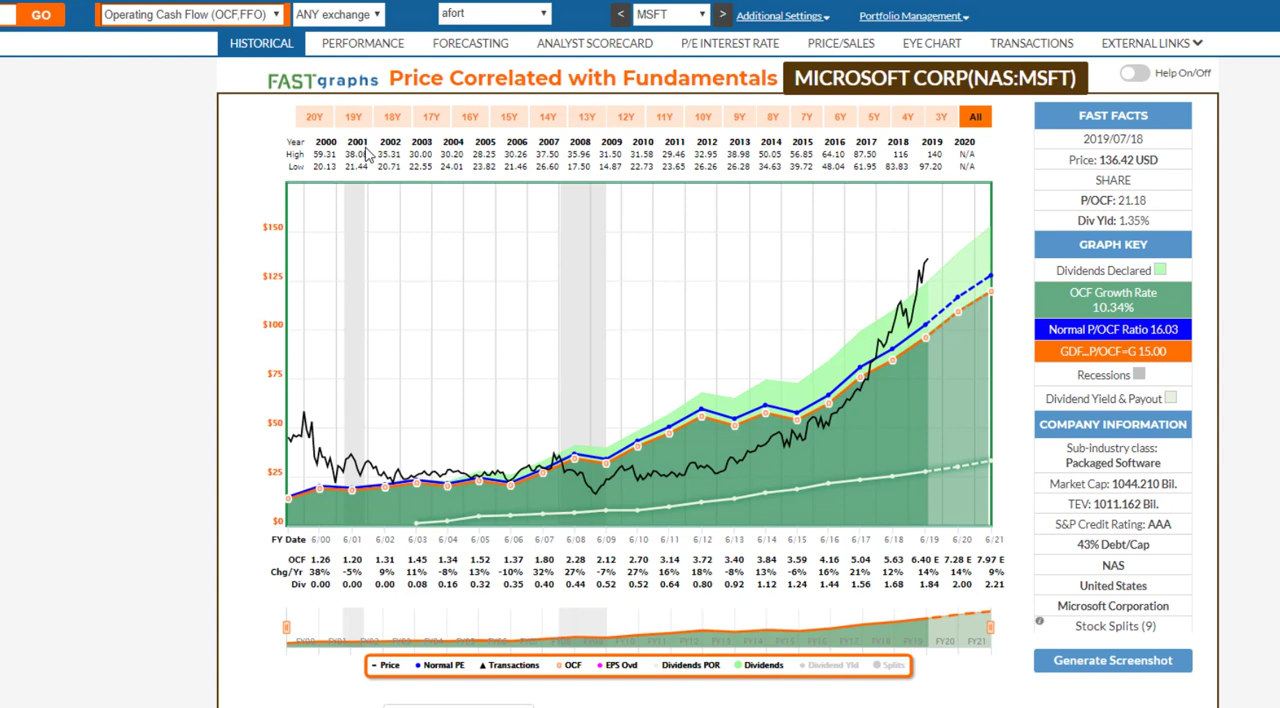 GO Operating Cash Flow (OCF,FFO) ANY exchange afort < MSFT > Additional Settings Portfolio Management
HISTORICAL PERFORMANCE FORECASTING ANALYST SCORECARD P/E INTEREST RATE PRICE/SALES EYE CHART TRANSACTIONS EXTERNAL LINKS
FASTgraphs Price Correlated with Fundamentals MICROSOFT CORP(NAS:MSFT) Help On/Off
20Y 19Y 18Y 17Y 16Y 15Y 14Y 13Y 12Y 11Y 10Y 9Y 8Y 7Y 6Y 5Y 4Y 3Y All
Year 2000 2001 2002 2003 2004 2005 2006 2007 2008 2009 2010 2011 2012 2013 2014 2015 2016 2017 2018 2019 2020
High 59.31 35.31 30.00 30.20 28.25 30.26 37.50 35.96 31.50 31.58 29.46 32.95 38.98 50.05 56.85 64.10 87.50 116 140 N/A
Low 20.13 21.44 20.71 22.55 24.01 23.82 21.46 26.60 17.50 14.87 22.73 23.65 26.26 26.28 34.63 39.72 48.04 61.95 83.83 97.20 N/A
$150
$125
$100
$75
$50
$25
$0
FY Date 6/00 6/01 6/02 6/03 6/04 6/05 6/06 6/07 6/08 6/09 6/10 6/11 6/12 6/13 6/14 6/15 6/16 6/17 6/18 6/19 6/20 6/21
OCF 1.26 1.20 1.31 1.45 1.34 1.52 1.37 1.80 2.28 2.12 2.70 3.14 3.72 3.40 3.84 3.59 4.16 5.04 5.63 6.40 E 7.28 E 7.97 E
Chg/Yr 38% -5% 9% 11% -8% 13% -10% 32% 27% -7% 27% 16% 18% -8% 13% -6% 16% 21% 12% 14% 14% 9%
Div 0.00 0.00 0.00 0.08 0.16 0.32 0.35 0.40 0.44 0.52 0.52 0.64 0.80 0.92 1.12 1.24 1.44 1.56 1.68 1.84 2.00 2.21
FY00 FY01 FY02 FY03 FY04 FY05 FY06 FY07 FY08 FY09 FY10 FY11 FY12 FY13 FY14 FY15 FY16 FY17 FY18 FY19 FY20 FY21
Price Normal PE Transactions OCF EPS Ovd Dividends POR Dividends Dividend Yld Splits
FAST FACTS
2019/07/18
Price: 136.42 USD
SHARE
P/OCF: 21.18
Div Yld: 1.35%
GRAPH KEY
Dividends Declared
OCF Growth Rate
10.34%
Normal P/OCF Ratio 16.03
GDF...P/OCF=G 15.00
Recessions
Dividend Yield & Payout
COMPANY INFORMATION
Sub-industry class:
Packaged Software
Market Cap: 1044.210 Bil.
TEV: 1011.162 Bil.
S&P Credit Rating: AAA
43% Debt/Cap
NAS
United States
Microsoft Corporation
Stock Splits (9)
Generate Screenshot